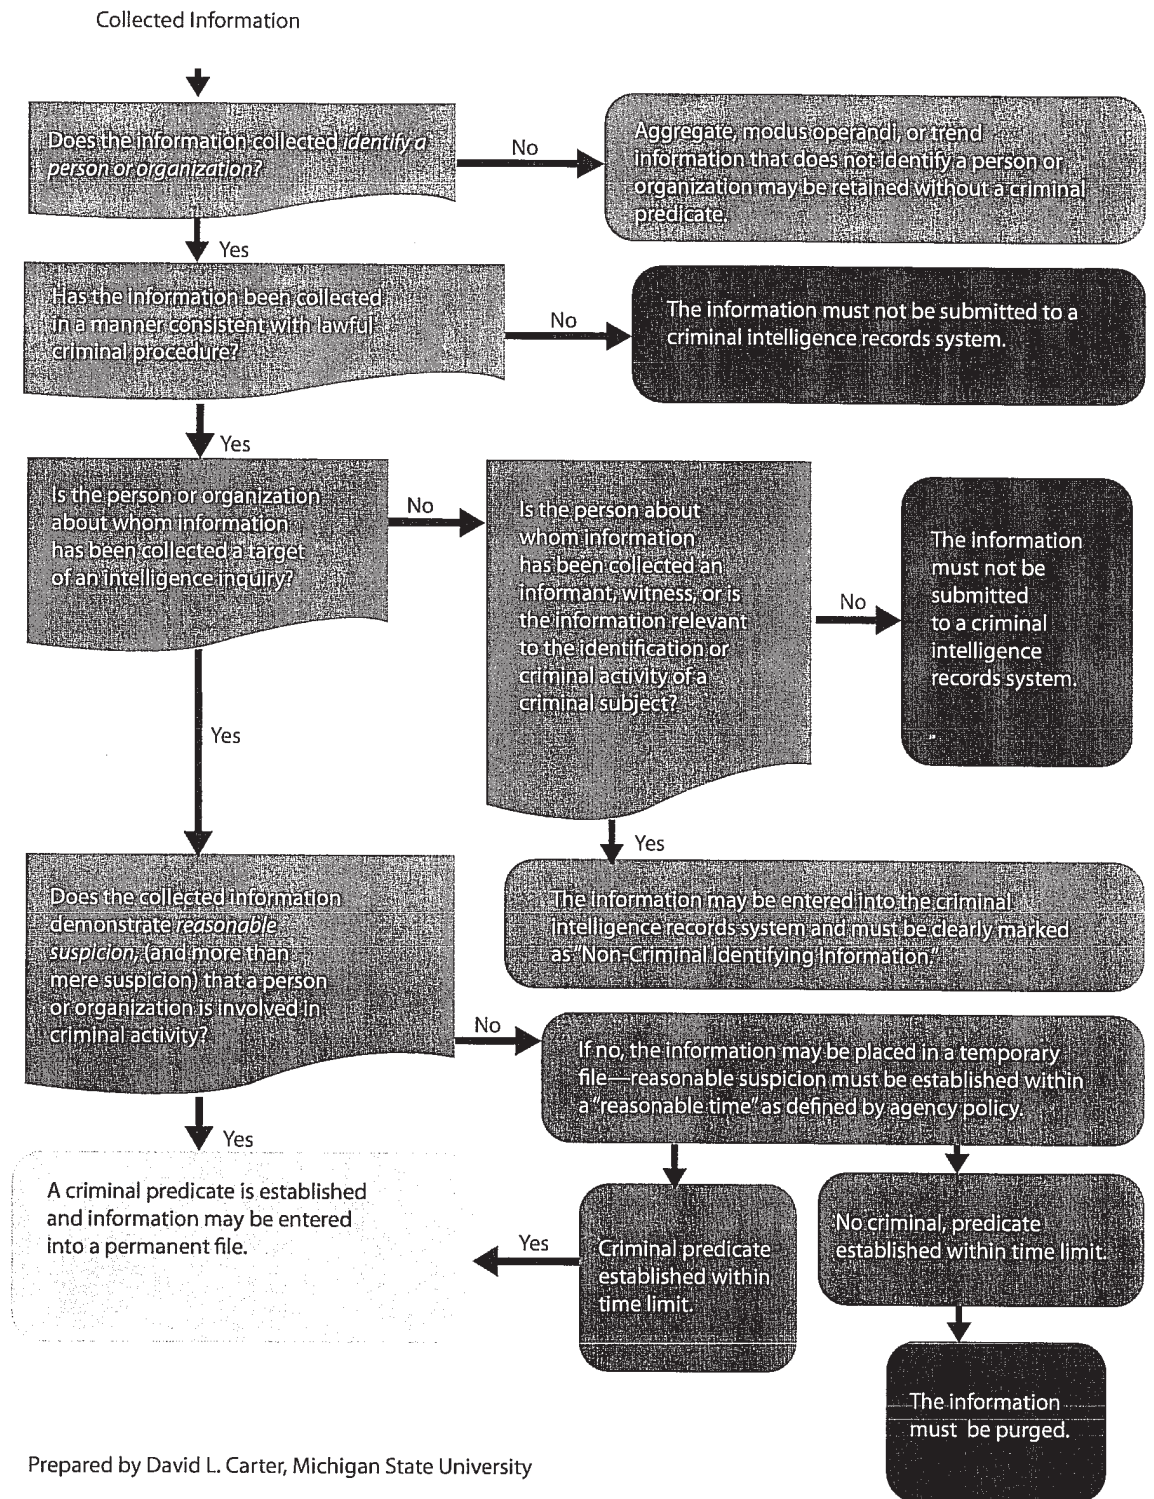 Collected Information
Does the information collected identify a
person or organization?
No
Aggregate, modus operandi, or trend
information that does not identify a person or
organization may be retained without a criminal
predicate.
Yes
Has the information been collected
in a manner consistent with lawful
criminal procedure?
No
The information must not be submitted to a
criminal intelligence records system.
Yes
Is the person or organization
about whom information
has been collected a target
of an intelligence inquiry?
No
Is the person about
whom information
has been collected an
informant, witness, or is
the information relevant
to the identification or
criminal activity of a
criminal subject?
No
The information
must not be
submitted
to a criminal
intelligence
records system.
Yes
Yes
The information may be entered into the criminal
intelligence records system and must be clearly marked
as "Non-Criminal Identifying Information."
Does the collected information
demonstrate reasonable
suspicion, (and more than
mere suspicion) that a person
or organization is involved in
criminal activity?
No
If no, the information may be placed in a temporary
file—reasonable suspicion must be established within
a "reasonable time" as defined by agency policy.
Yes
A criminal predicate is established
and information may be entered
into a permanent file.
Yes
Criminal predicate
established within
time limit.
No criminal, predicate
established within time limit.
The information
must be purged.
Prepared by David L. Carter, Michigan State University